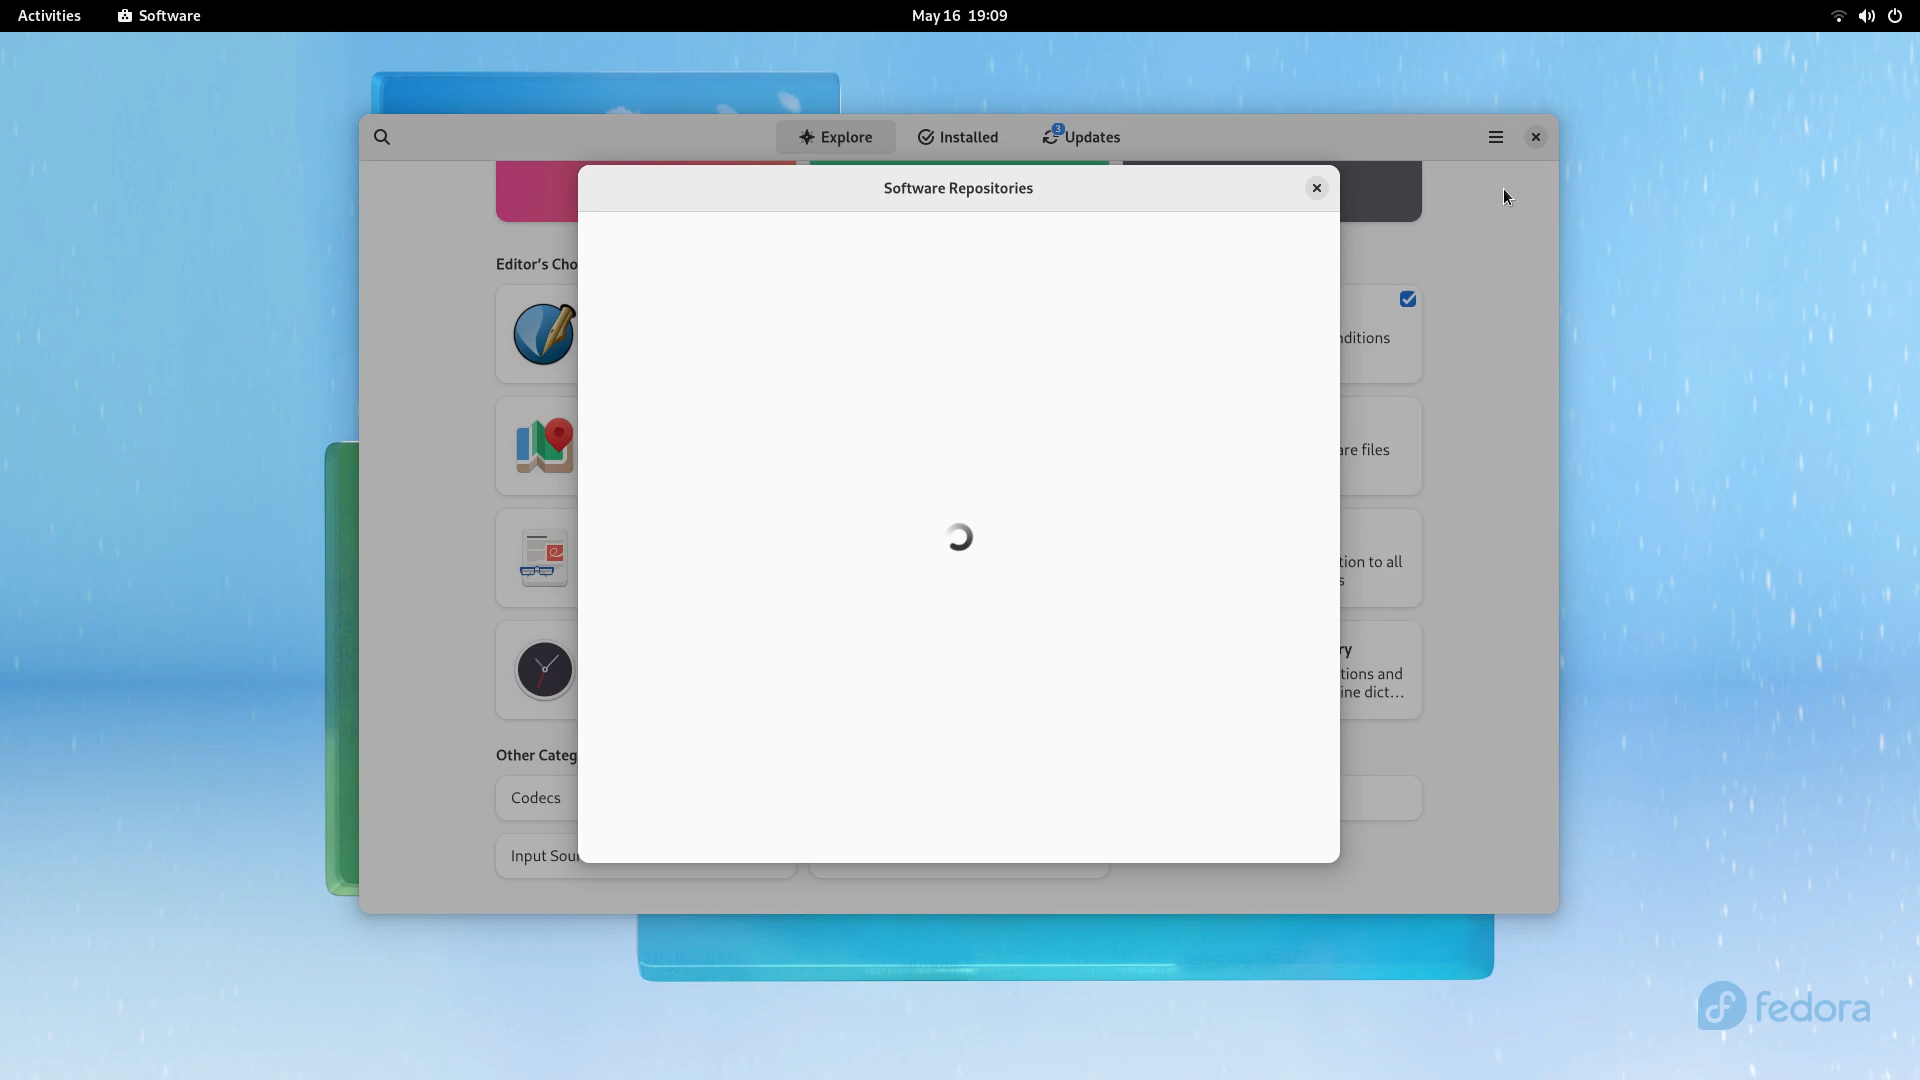 Activities
Software
May 16 19:09
Explore
Installed
3
Updates
Software Repositories
Editor's Cho
nditions
are files
tion to all
s
ry
tions and
ine dict…
Other Categ
Codecs
Input Sou
fedora